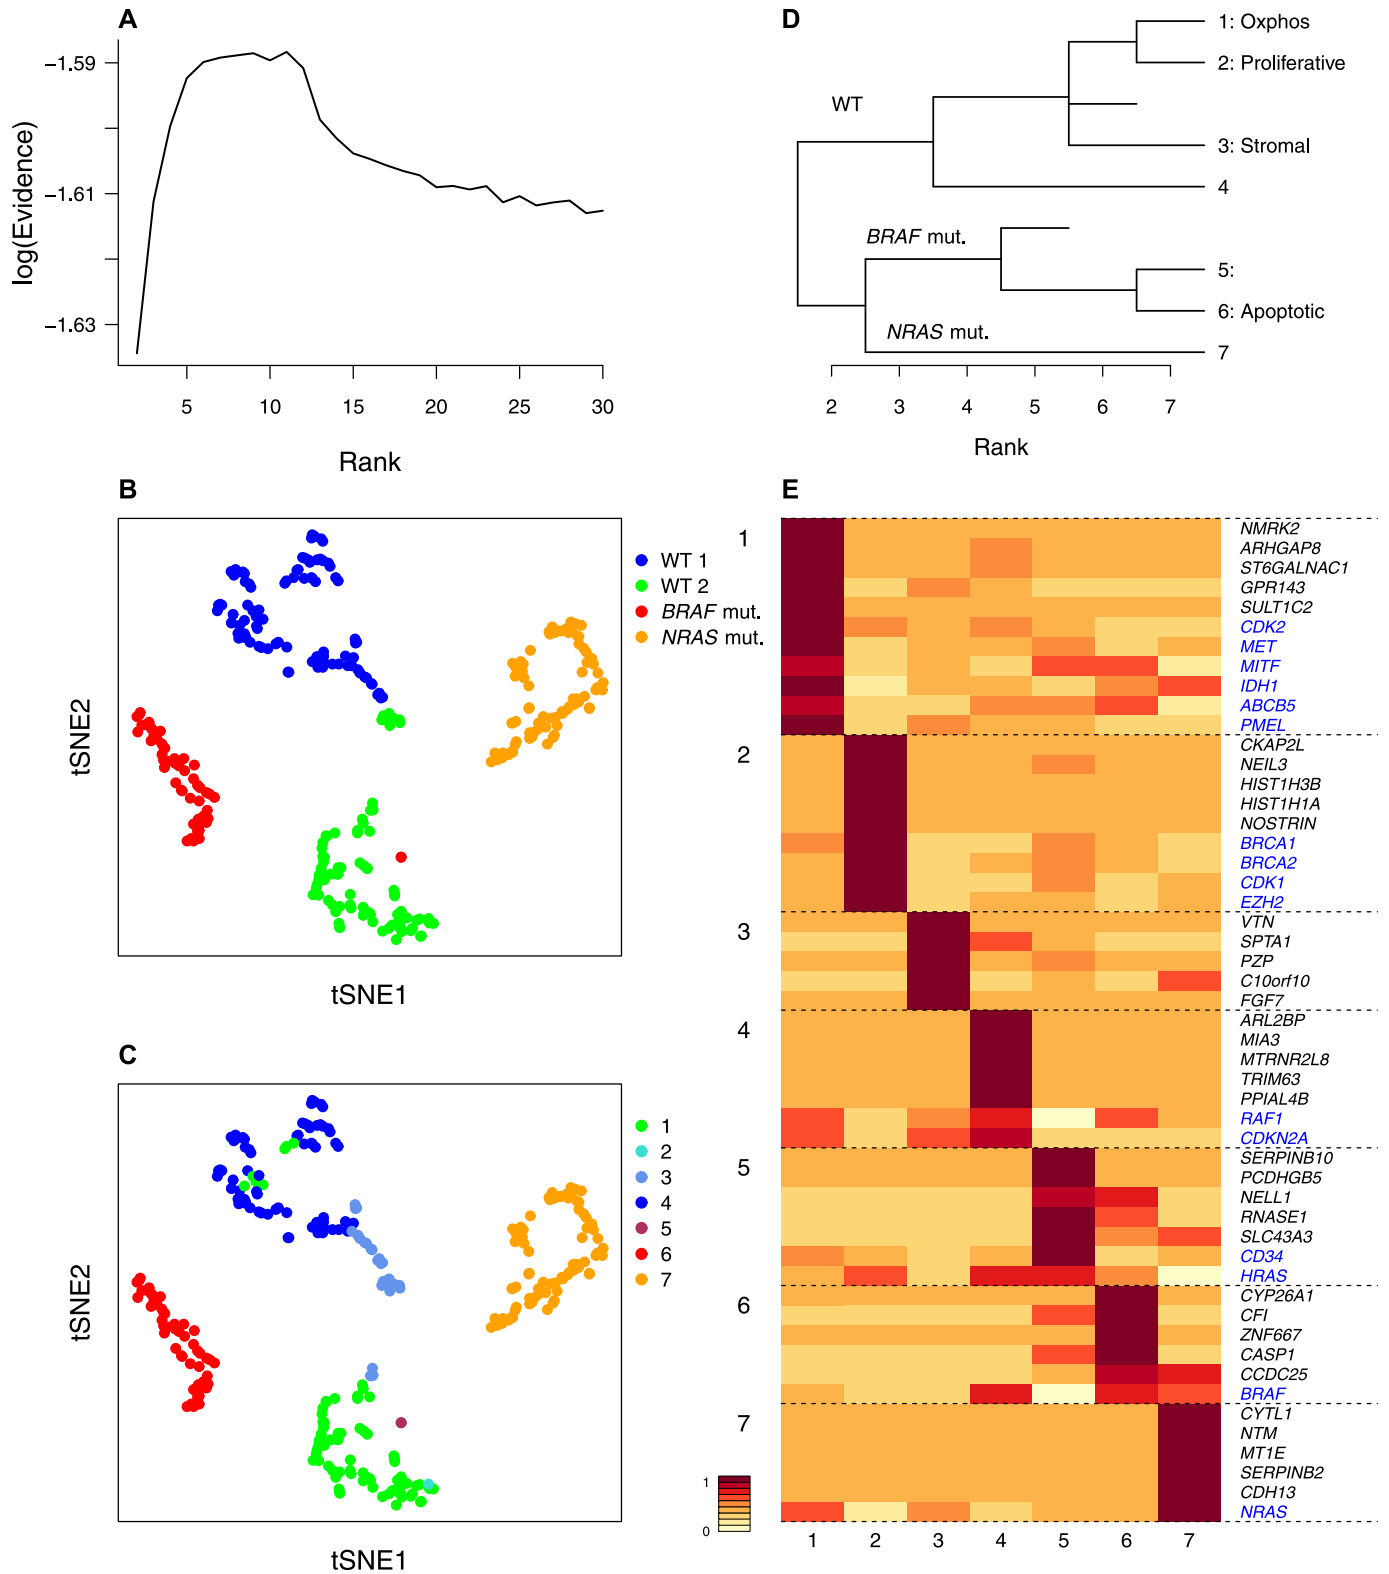 A
log(Evidence)
−1.59
−1.61
−1.63
5 10 15 20 25 30
Rank
D
1: Oxphos
2: Proliferative
WT
3: Stromal
4
BRAF mut.
5:
6: Apoptotic
NRAS mut.
7
2 3 4 5 6 7
Rank
B
tSNE2
WT 1
WT 2
BRAF mut.
NRAS mut.
tSNE1
C
tSNE2
1
2
3
4
5
6
7
tSNE1
E
1
NMRK2
ARHGAP8
ST6GALNAC1
GPR143
SULT1C2
CDK2
MET
MITF
IDH1
ABCB5
PMEL
2
CKAP2L
NEIL3
HIST1H3B
HIST1H1A
NOSTRIN
BRCA1
BRCA2
CDK1
EZH2
3
VTN
SPTA1
PZP
C10orf10
FGF7
4
ARL2BP
MIA3
MTRNR2L8
TRIM63
PPIAL4B
RAF1
CDKN2A
5
SERPINB10
PCDHGB5
NELL1
RNASE1
SLC43A3
CD34
HRAS
6
CYP26A1
CFI
ZNF667
CASP1
CCDC25
BRAF
7
CYTL1
NTM
MT1E
SERPINB2
CDH13
NRAS
1
0
1 2 3 4 5 6 7